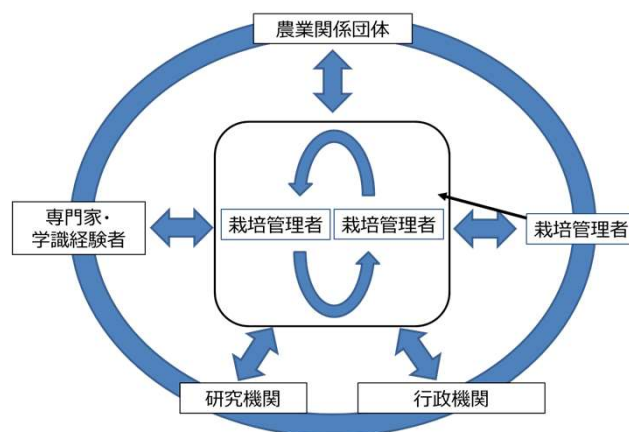 農業関係団体
専門家・
学識経験者
栽培管理者
栽培管理者
栽培管理者
研究機関
行政機関